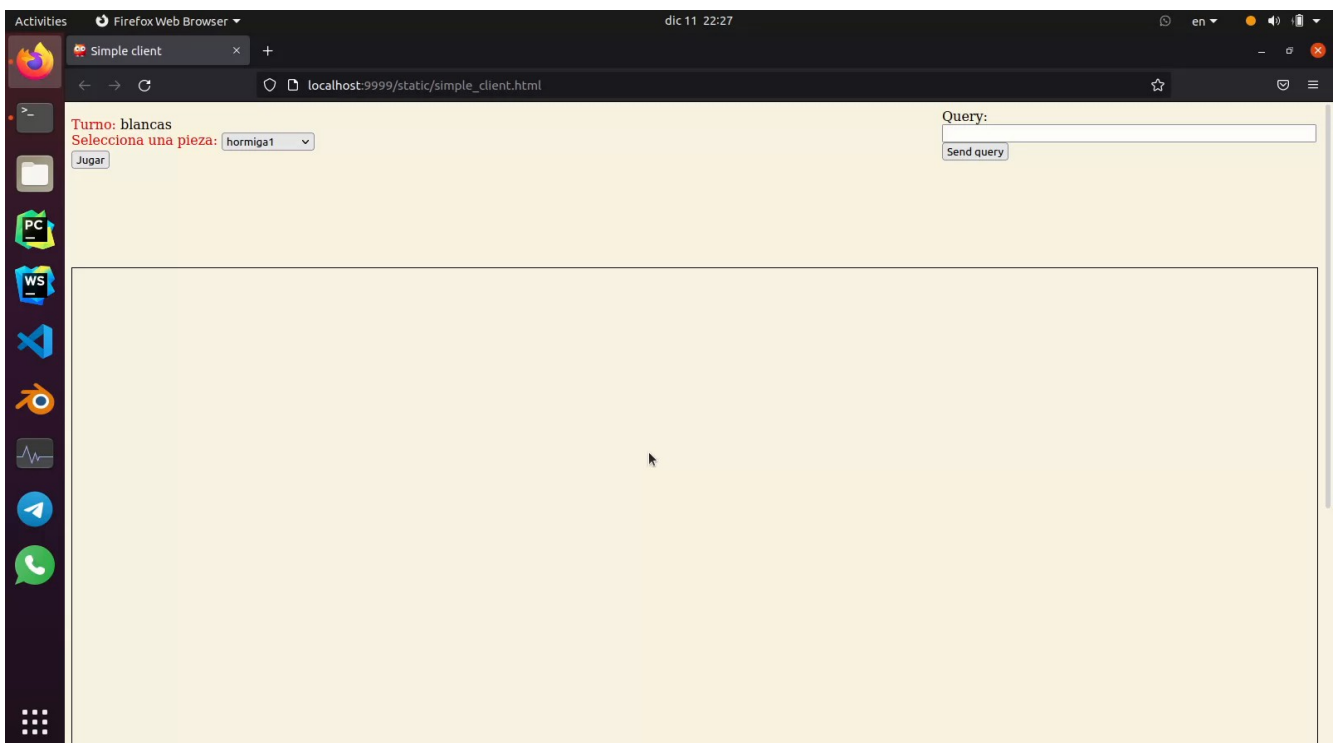 Activities
Firefox Web Browser
dic 11 22:27
en
Simple client
localhost:9999/static/simple_client.html
Turno: blancas
Selecciona una pieza: hormiga1
Jugar
Query:
Send query
PC
WS